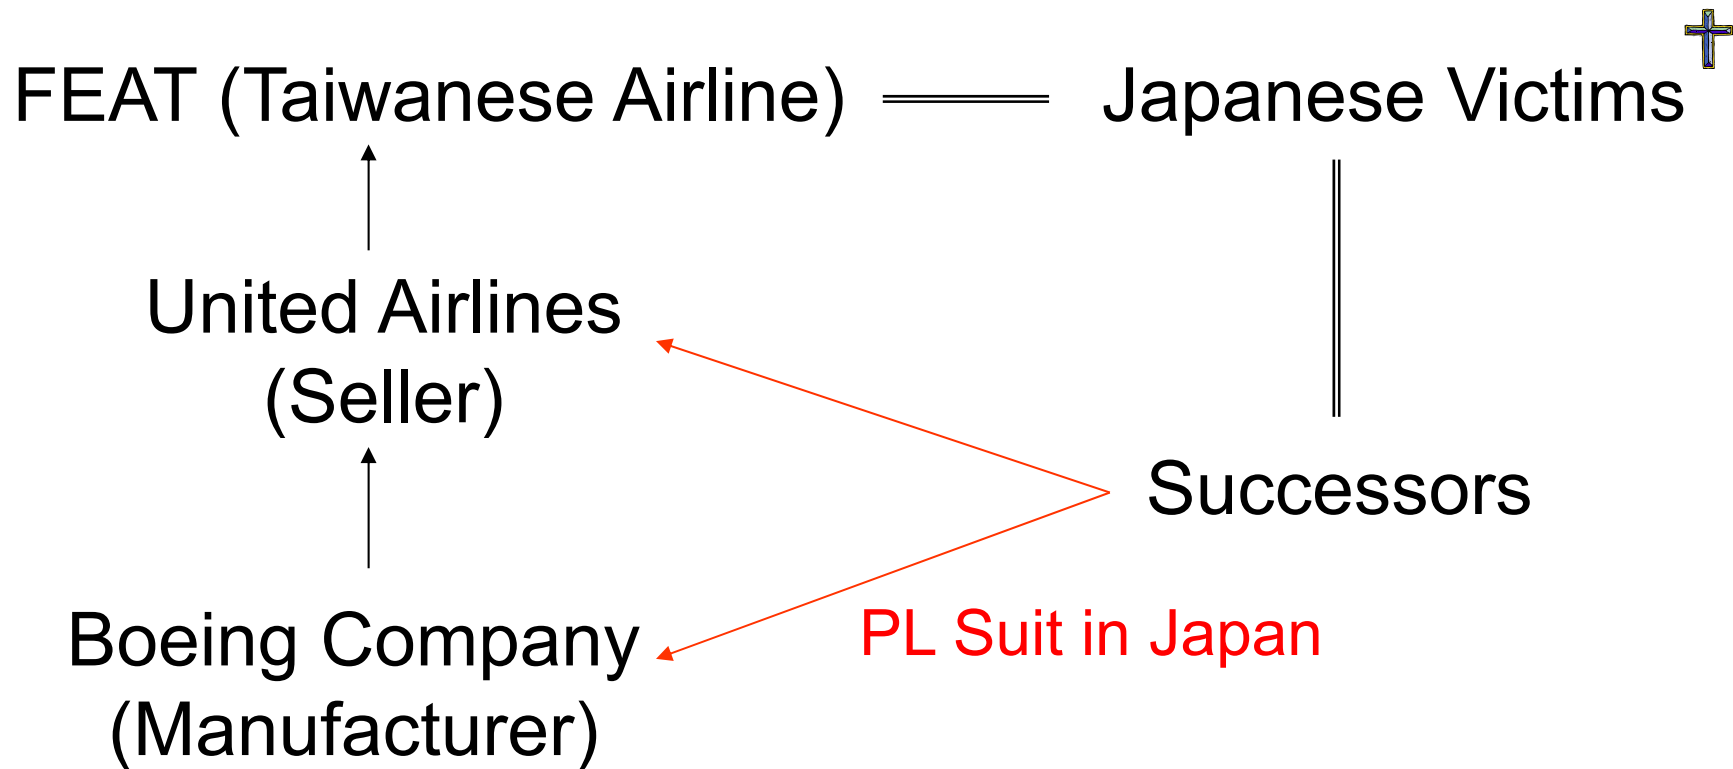 FEAT (Taiwanese Airline)
Japanese Victims
United Airlines
(Seller)
Successors
Boeing Company
(Manufacturer)
PL Suit in Japan